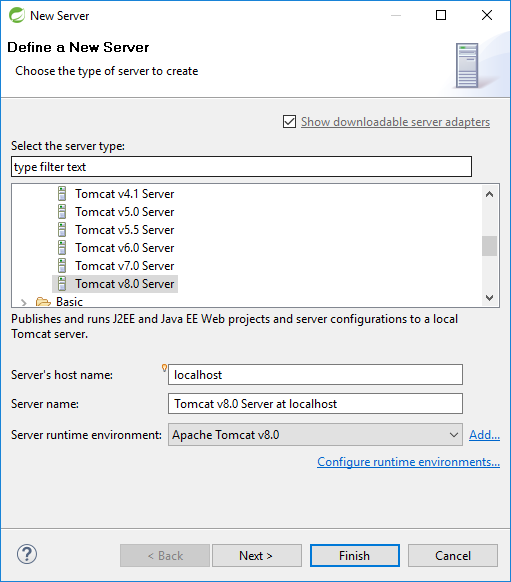 New Server
Define a New Server
Choose the type of server to create
Show downloadable server adapters
Select the server type:
type filter text
Tomcat v4.1 Server
Tomcat v5.0 Server
Tomcat v5.5 Server
Tomcat v6.0 Server
Tomcat v7.0 Server
Tomcat v8.0 Server
Basic
Publishes and runs J2EE and Java EE Web projects and server configurations to a local
Tomcat server.
Server's host name: localhost
Server name: Tomcat v8.0 Server at localhost
Server runtime environment: Apache Tomcat v8.0 Add...
Configure runtime environments...
? < Back Next > Finish Cancel